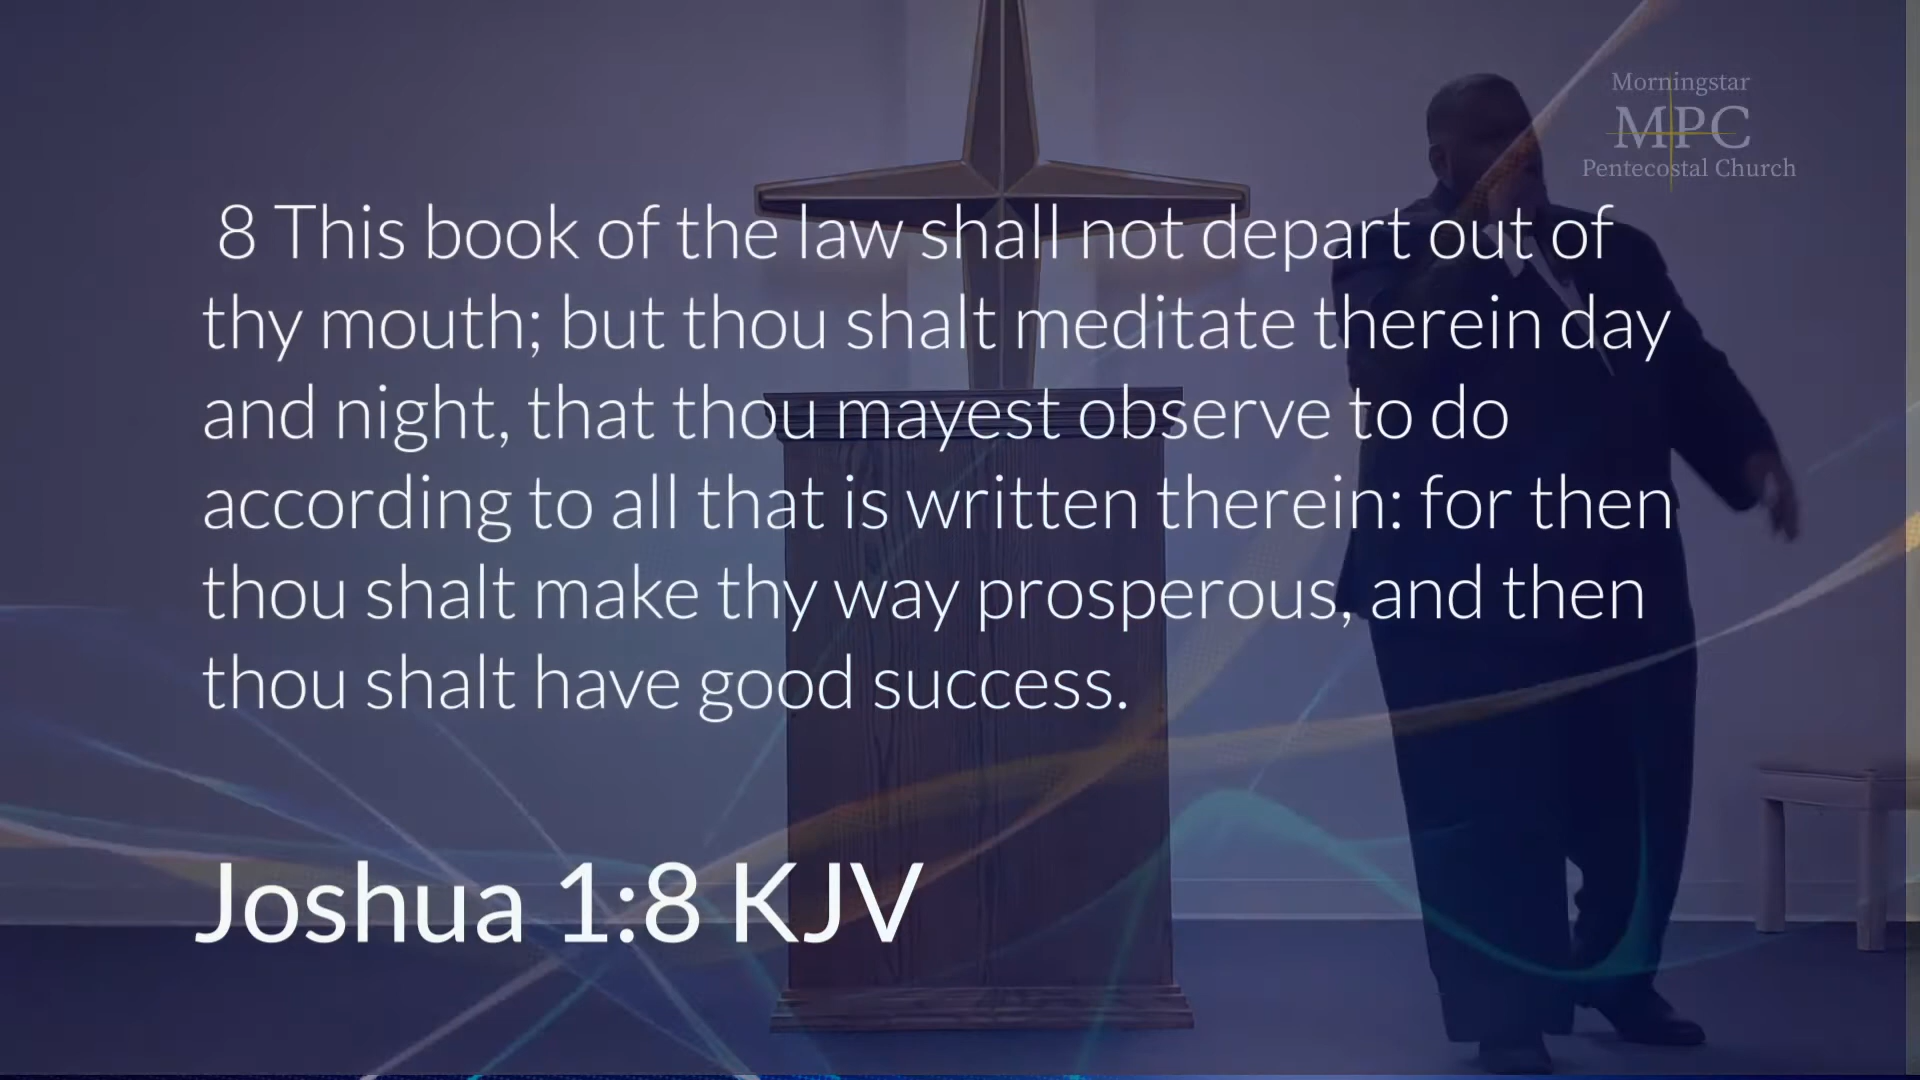 Morningstar
MPC
Pentecostal Church
8 This book of the law shall not depart out of
thy mouth; but thou shalt meditate therein day
and night, that thou mayest observe to do
according to all that is written therein: for then
thou shalt make thy way prosperous, and then
thou shalt have good success.
Joshua 1:8 KJV